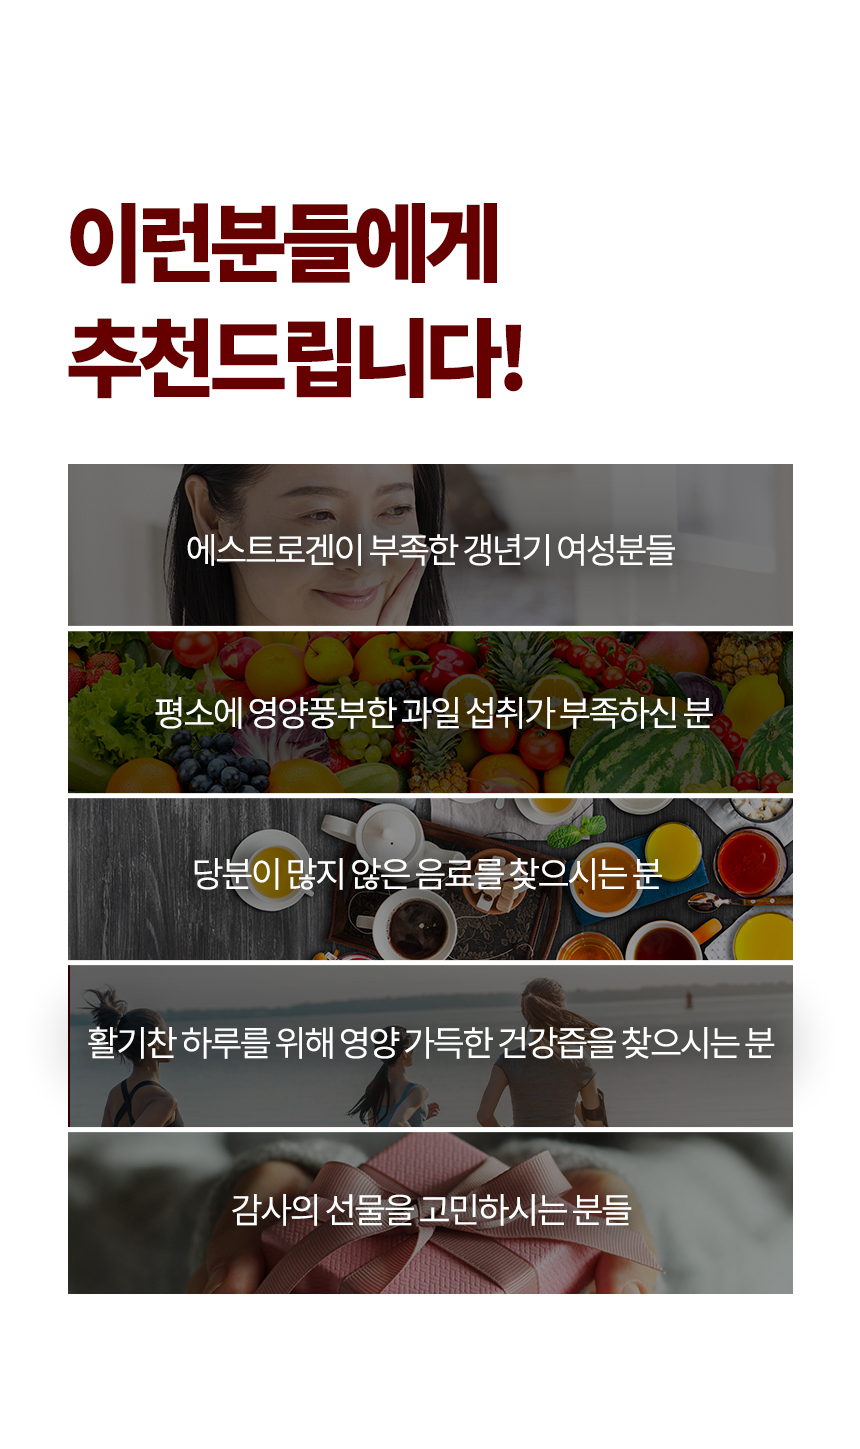 이런분들에게
추천드립니다!
에스트로겐이 부족한 갱년기 여성분들
평소에 영양풍부한 과일 섭취가 부족하신 분
당분이 많지 않은 음료를 찾으시는 분
활기찬 하루를 위해 영양 가득한 건강즙을 찾으시는 분
감사의 선물을 고민하시는 분들